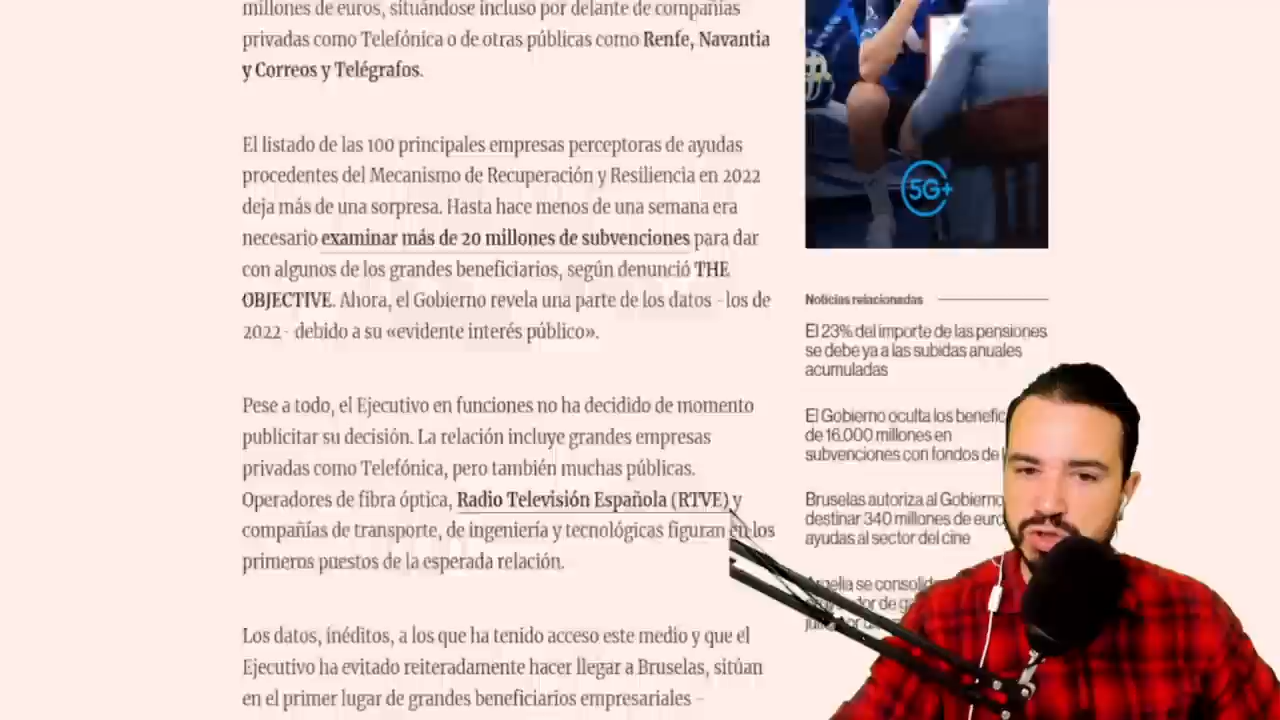 millones de euros, situándose incluso por delante de compañías
privadas como Telefónica o de otras públicas como Renfe, Navantia
y Correos y Telégrafos.
El listado de las 100 principales empresas perceptoras de ayudas
procedentes del Mecanismo de Recuperación y Resiliencia en 2022
deja más de una sorpresa. Hasta hace menos de una semana era
necesario examinar más de 20 millones de subvenciones para dar
con algunos de los grandes beneficiarios, según denunció THE
OBJECTIVE. Ahora, el Gobierno revela una parte de los datos -los de
2022- debido a su «evidente interés público».
Pese a todo, el Ejecutivo en funciones no ha decidido de momento
publicitar su decisión. La relación incluye grandes empresas
privadas como Telefónica, pero también muchas públicas.
Operadores de fibra óptica, Radio Televisión Española (RTVE) y
compañías de transporte, de ingeniería y tecnológicas figuran en los
primeros puestos de la esperada relación.
Los datos, inéditos, a los que ha tenido acceso este medio y que el
Ejecutivo ha evitado reiteradamente hacer llegar a Bruselas, sitúan
en el primer lugar de grandes beneficiarios empresariales –
5G+
Noticias relacionadas
El 23% del importe de las pensiones
se debe ya a las subidas anuales
acumuladas
El Gobierno oculta los benefic
de 16.000 millones en
subvenciones con fondos de
Bruselas autoriza al Gobierno
destinar 340 millones de euro
ayudas al sector del cine
se consolid